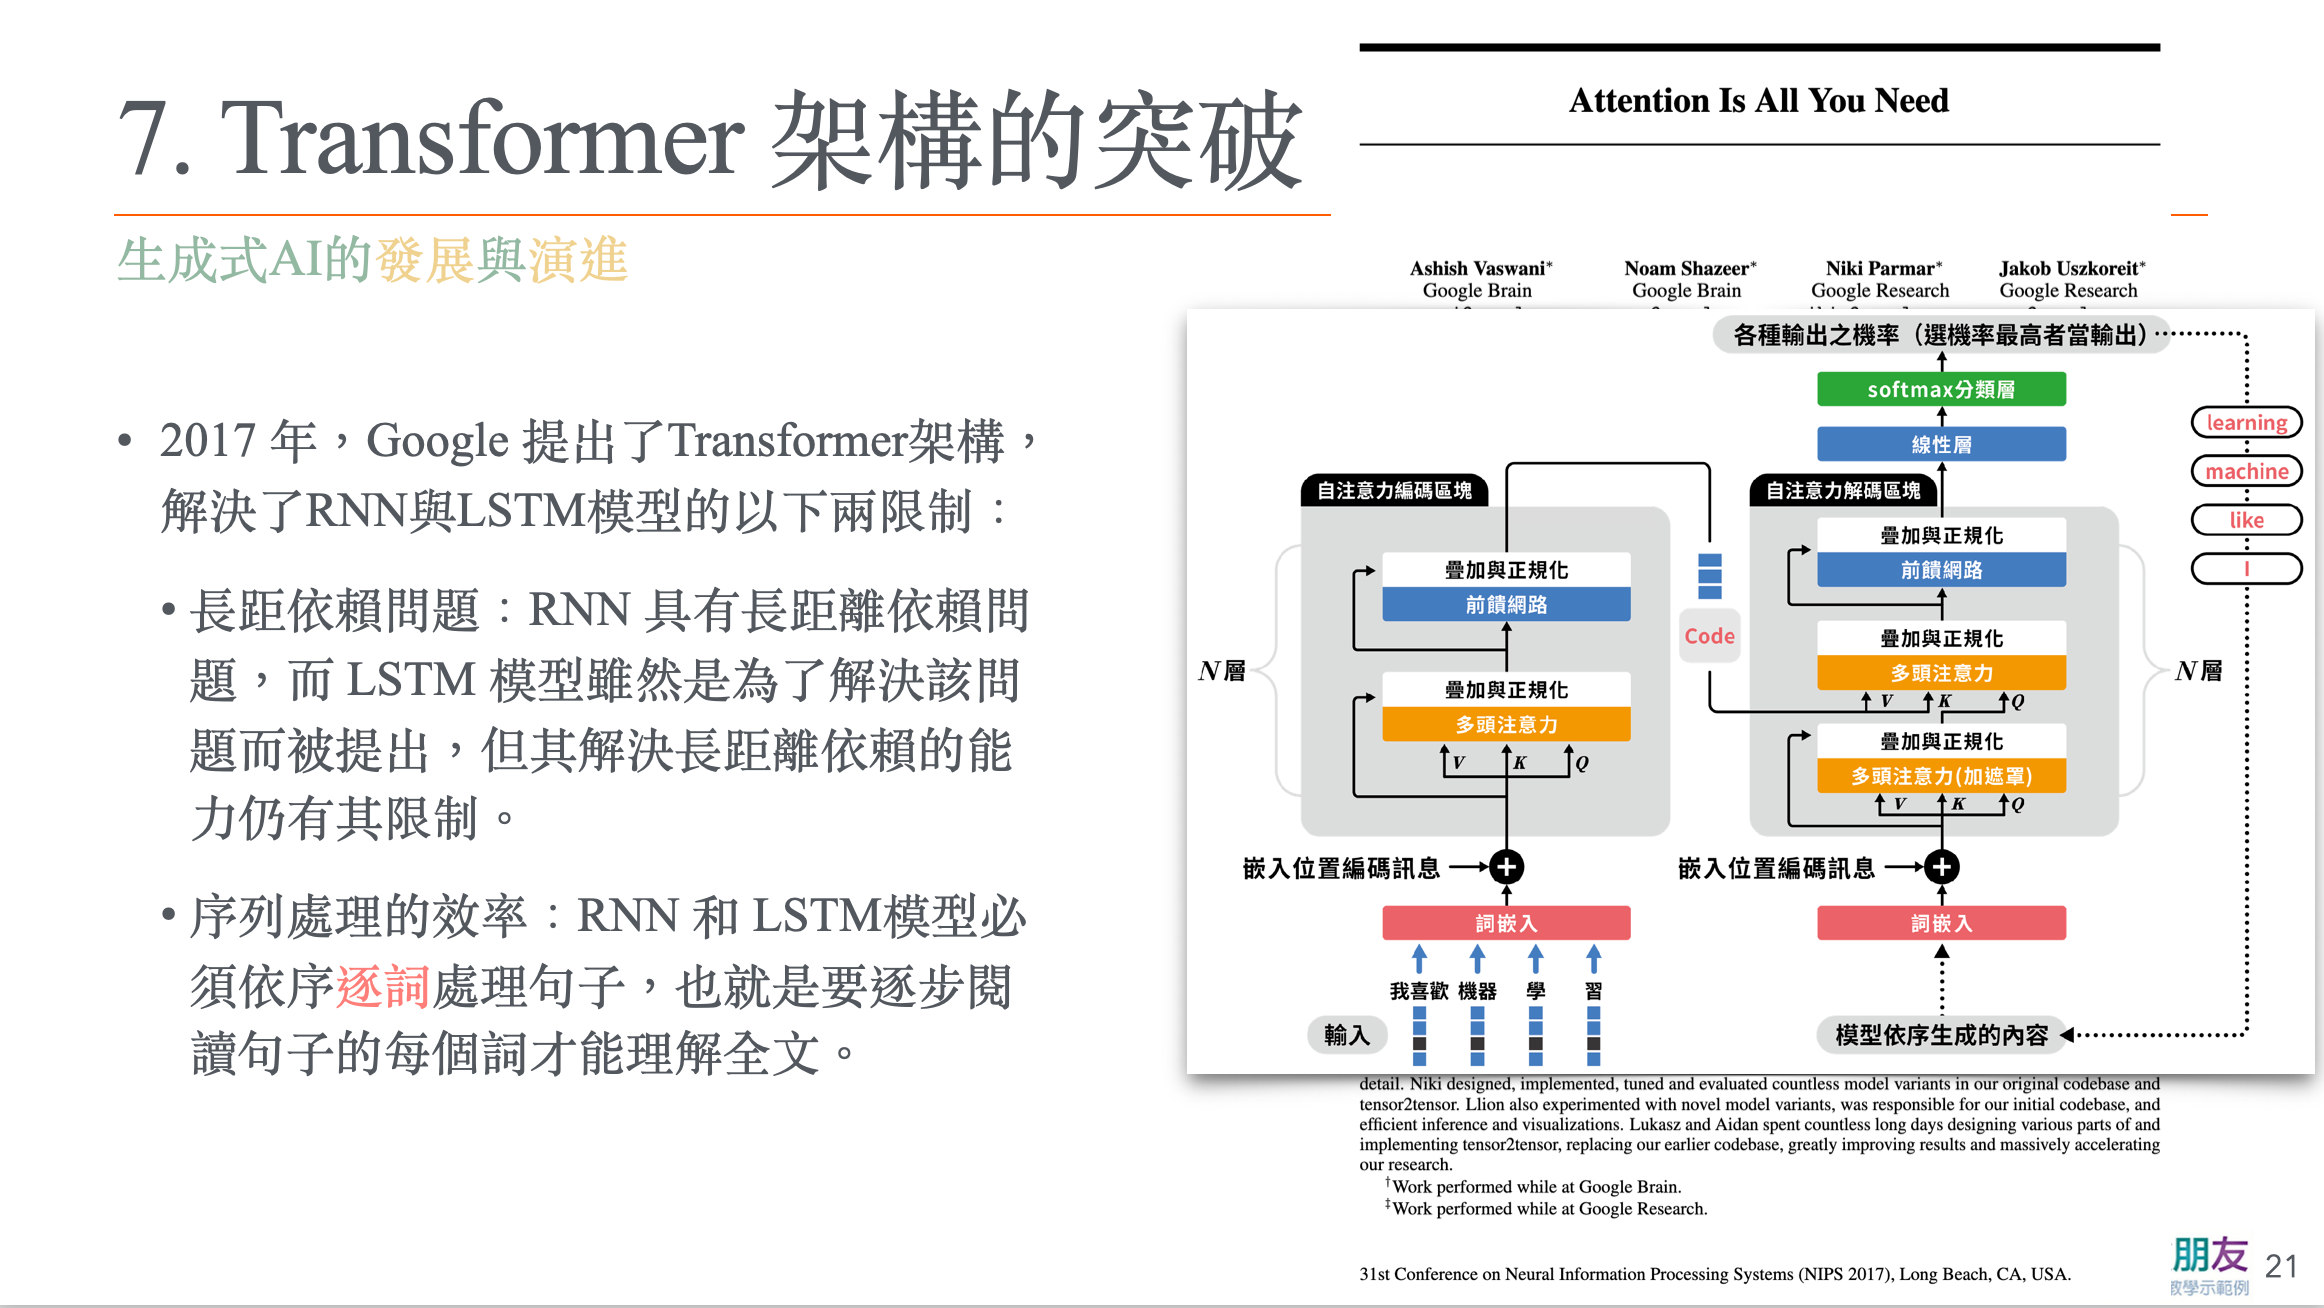 7. Transformer 架構的突破
生成式AI的發展與演進
• 2017 年，Google 提出了Transformer架構，
解決了RNN與LSTM模型的以下兩限制：
• 長距依賴問題：RNN 具有長距離依賴問
題，而 LSTM 模型雖然是為了解決該問
題而被提出，但其解決長距離依賴的能
力仍有其限制。
• 序列處理的效率：RNN 和 LSTM模型必
須依序逐詞處理句子，也就是要逐步閱
讀句子的每個詞才能理解全文。
Attention Is All You Need
Ashish Vaswani* Noam Shazeer* Niki Parmar* Jakob Uszkoreit*
Google Brain Google Brain Google Research Google Research
各種輸出之機率（選機率最高者當輸出）
softmax分類層
線性層
自注意力編碼區塊
疊加與正規化
前饋網路
疊加與正規化
多頭注意力
V K Q
N層
嵌入位置編碼訊息
+
詞嵌入
我喜歡 機器 學 習
輸入
Code
自注意力解碼區塊
疊加與正規化
前饋網路
疊加與正規化
多頭注意力
V K Q
疊加與正規化
多頭注意力(加遮罩)
V K Q
N層
嵌入位置編碼訊息
+
詞嵌入
模型依序生成的內容
learning
machine
like
I
detail. Niki designed, implemented, tuned and evaluated countless model variants in our original codebase and
tensor2tensor. Llion also experimented with novel model variants, was responsible for our initial codebase, and
efficient inference and visualizations. Lukasz and Aidan spent countless long days designing various parts of and
implementing tensor2tensor, replacing our earlier codebase, greatly improving results and massively accelerating
our research.
†Work performed while at Google Brain.
‡Work performed while at Google Research.
31st Conference on Neural Information Processing Systems (NIPS 2017), Long Beach, CA, USA.
朋友
學示範例
21